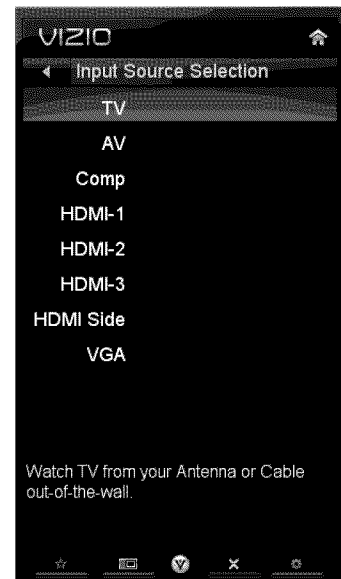 VIZIO
Input Source Selection
TV
AV
Comp
HDMI-1
HDMI-2
HDMI-3
HDMI Side
VGA
Watch TV from your Antenna or Cable
out-of-the-wall.
V